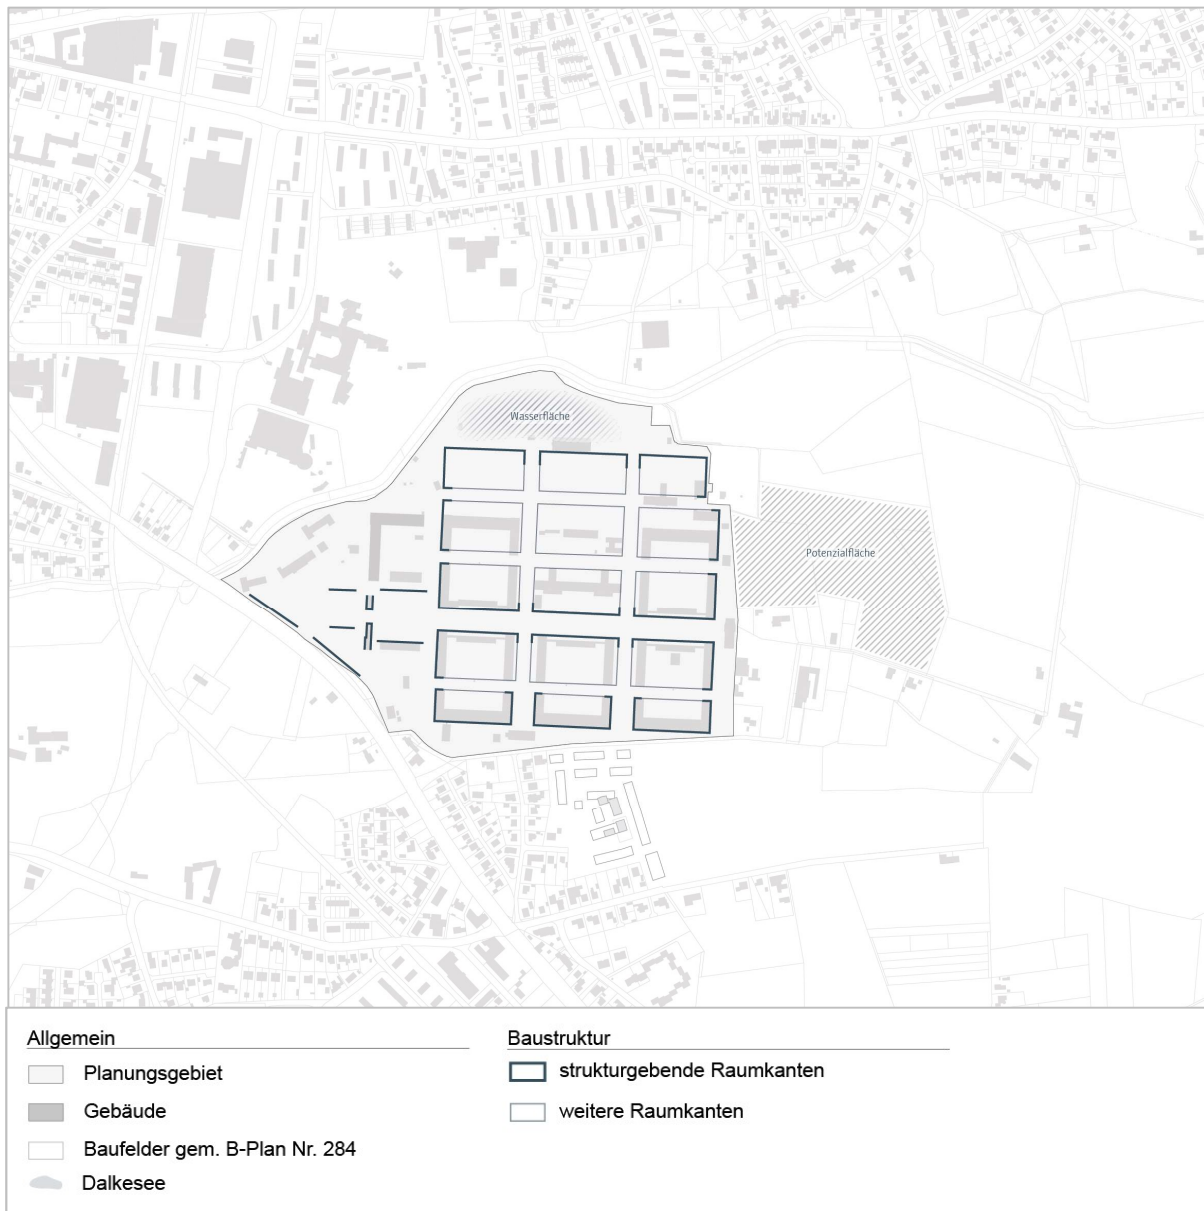 Wasserfläche
Potenzialfläche
Allgemein
Planungsgebiet
Gebäude
Baufelder gem. B-Plan Nr. 284
Dalkesee
Baustruktur
strukturgebende Raumkanten
weitere Raumkanten